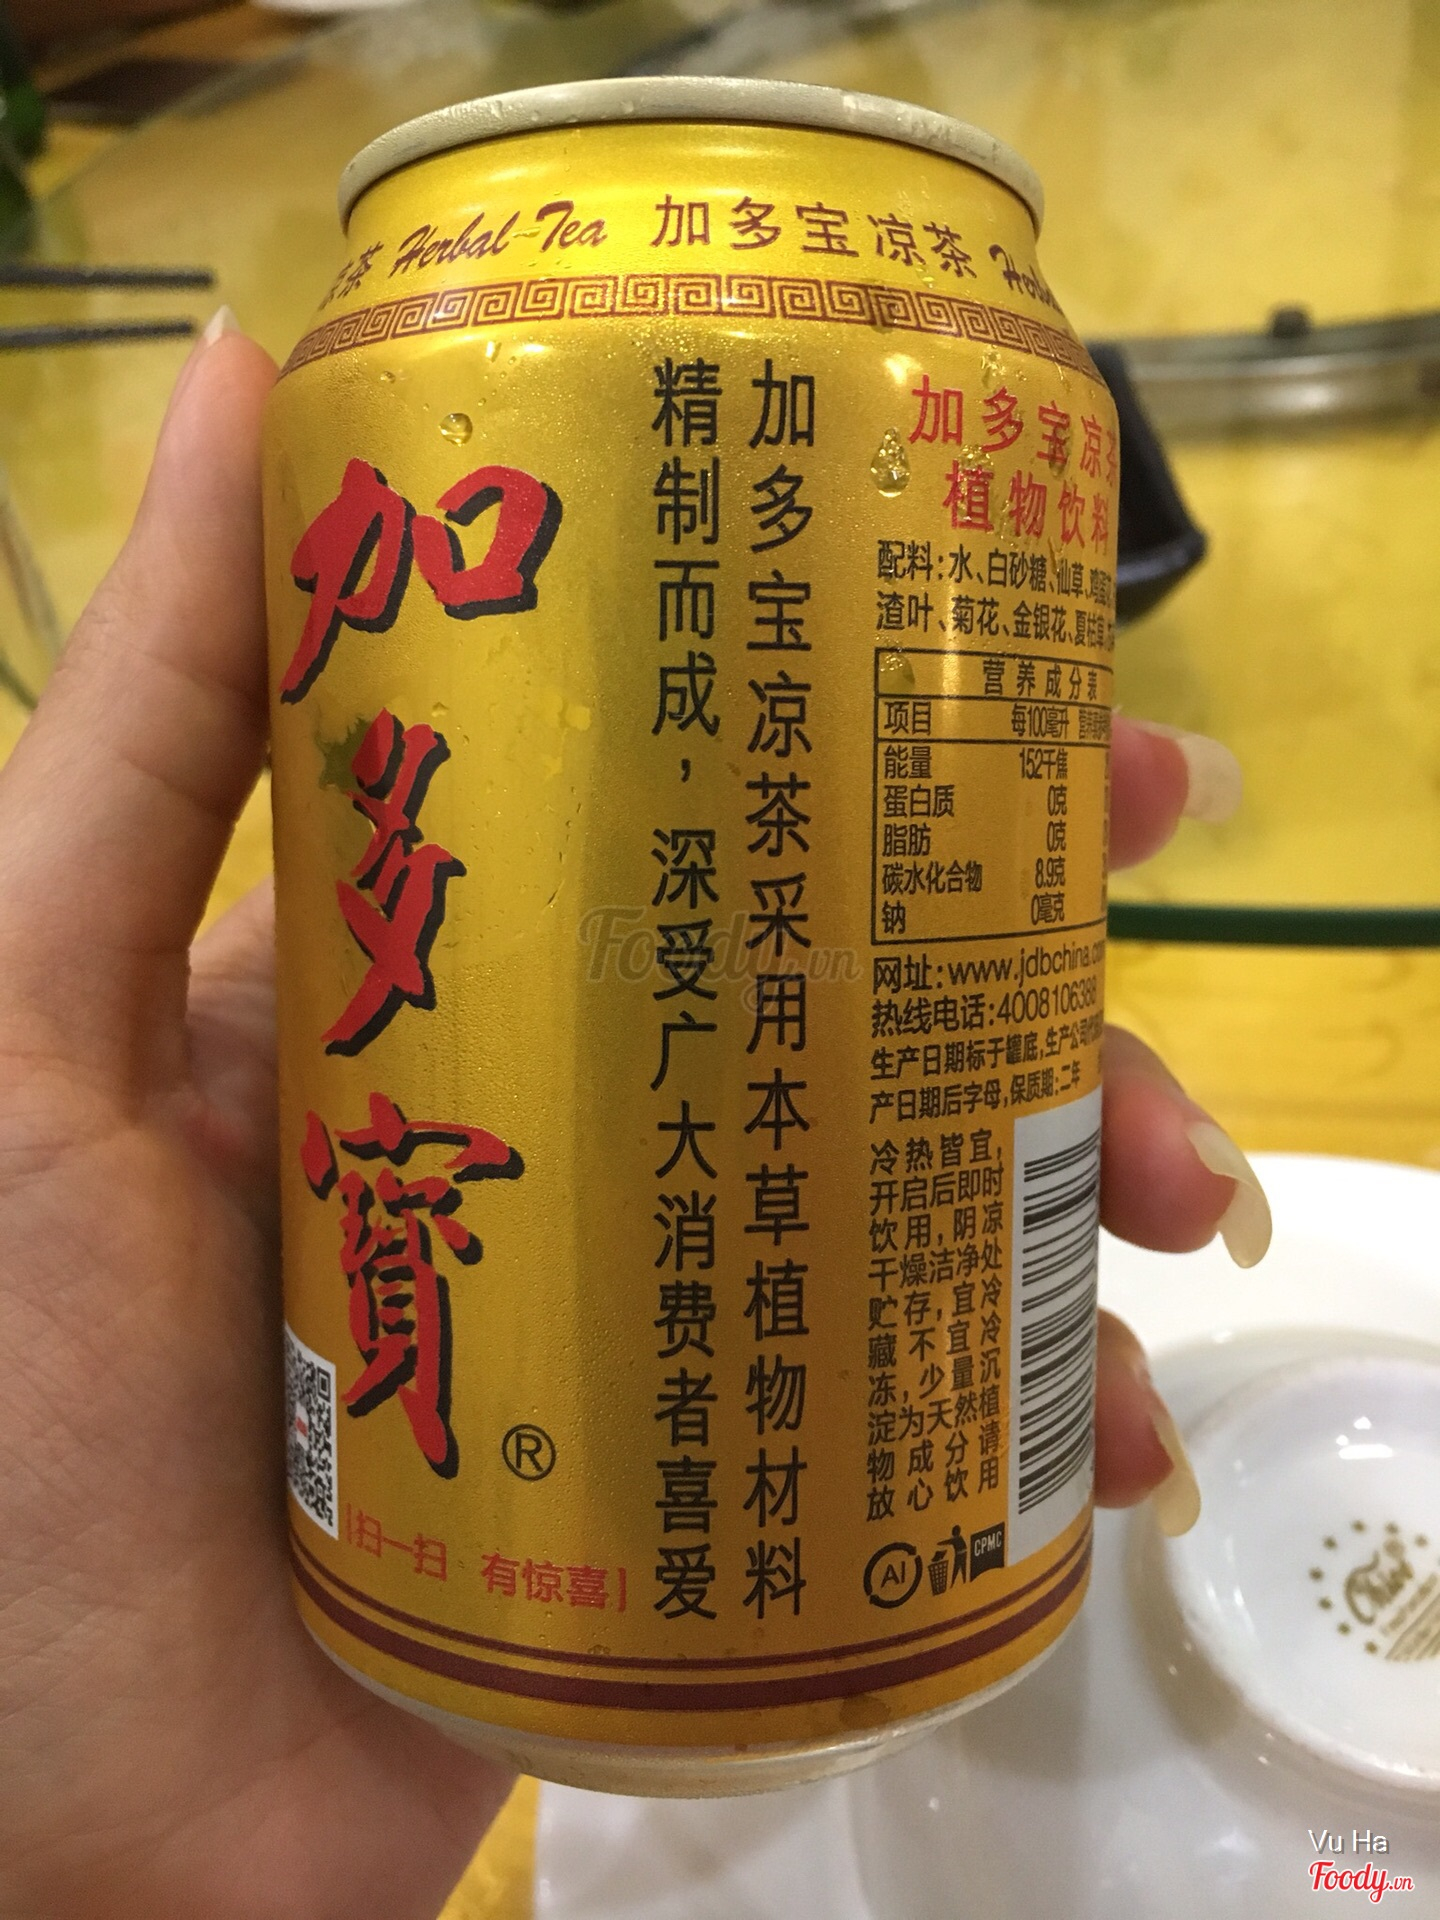 凉茶 Herbal-Tea 加多宝凉茶
加多寶
®
扫一扫 有惊喜
加多宝凉茶采用本草植物材料
精制而成，深受广大消费者喜爱
加多宝凉茶
植物饮料
配料:水、白砂糖、仙草、鸡蛋花
渣叶、菊花、金银花、夏枯草
营养成分表
项目 每100毫升
能量 152千焦
蛋白质 0克
脂肪 0克
碳水化合物 8.9克
钠 0毫克
网址:www.jdbchina.com
热线电话:4008106388
生产日期标于罐底,生产公司代码
产日期后字母,保质期:二年
冷热皆宜,
开启后即时
饮用,阴凉
干燥洁净处
贮存,宜冷
藏不宜冷
冻,少量沉
淀为天然植
物成分请
放心饮用
Al
CPMC
Foody.vn
Vu Ha
Foody.vn